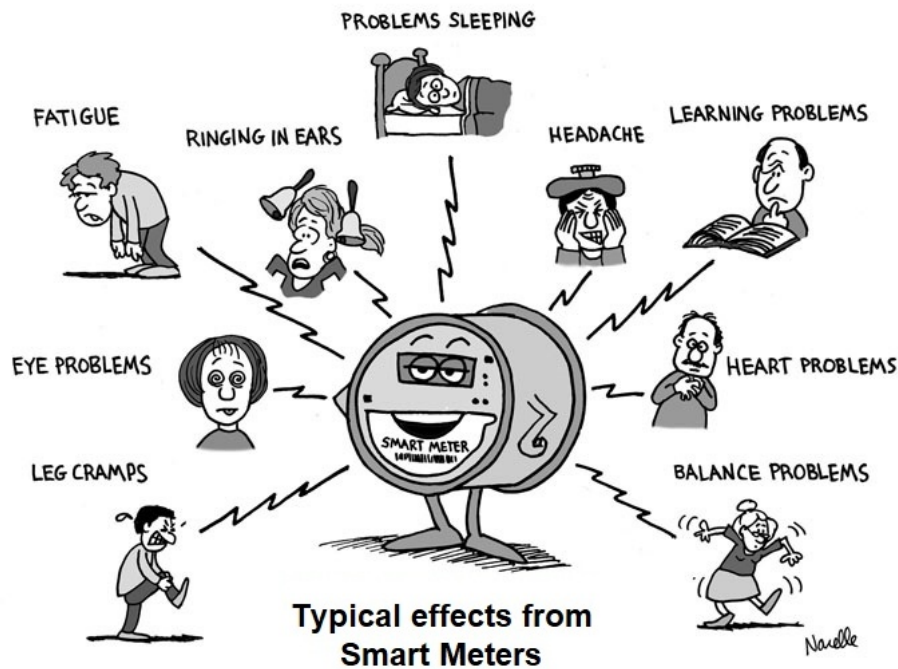 PROBLEMS SLEEPING
FATIGUE
RINGING IN EARS
HEADACHE
LEARNING PROBLEMS
EYE PROBLEMS
HEART PROBLEMS
SMART METER
LEG CRAMPS
BALANCE PROBLEMS
Typical effects from
Smart Meters
Narelle